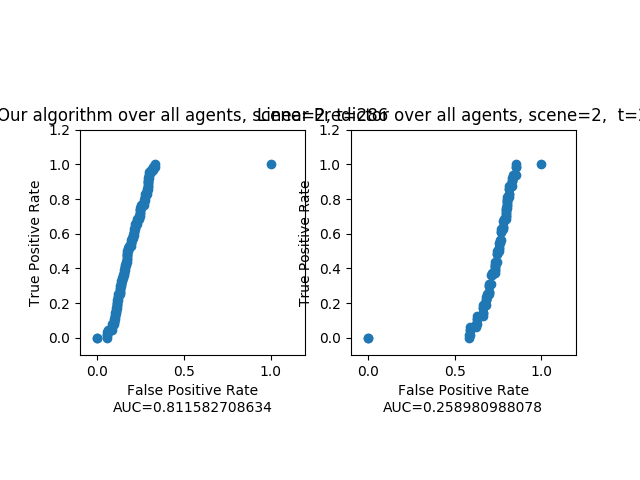 Our algorithm over all agents, scene=2, t=286
Linear Predictor over all agents, scene=2, t=
1.2
1.0
0.8
0.6
0.4
0.2
0.0
True Positive Rate
0.0 0.5 1.0
False Positive Rate
AUC=0.811582708634
1.2
1.0
0.8
0.6
0.4
0.2
0.0
True Positive Rate
0.0 0.5 1.0
False Positive Rate
AUC=0.258980988078